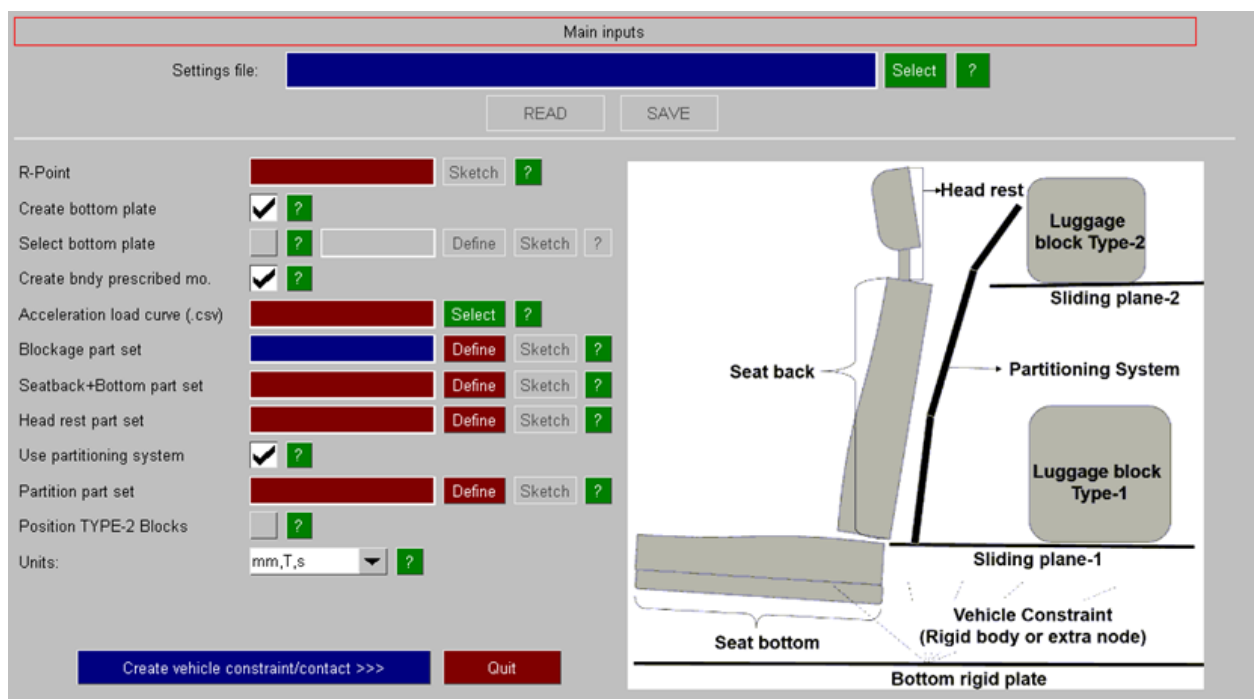 Main inputs
Settings file: Select ?
READ SAVE
R-Point Sketch ?
Create bottom plate ?
Select bottom plate ? Define Sketch ?
Create bndy prescribed mo. ?
Acceleration load curve (.csv) Select ?
Blockage part set Define Sketch ?
Seatback+Bottom part set Define Sketch ?
Head rest part set Define Sketch ?
Use partitioning system ?
Partition part set Define Sketch ?
Position TYPE-2 Blocks ?
Units: mm,T,s ?
Create vehicle constraint/contact >>> Quit
Head rest
Luggage
block Type-2
Sliding plane-2
Seat back
Partitioning System
Luggage block
Type-1
Sliding plane-1
Vehicle Constraint
(Rigid body or extra node)
Seat bottom
Bottom rigid plate